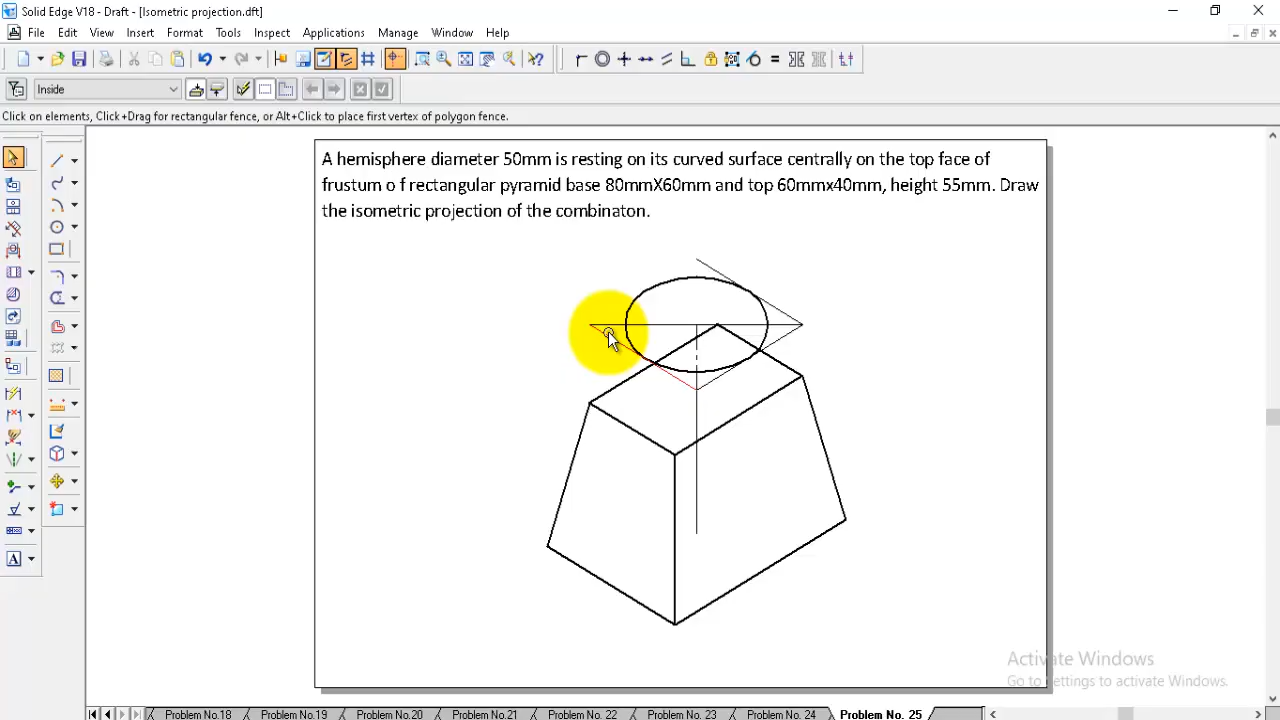 Solid Edge V18 - Draft - [Isometric projection.dft]
File Edit View Insert Format Tools Inspect Applications Manage Window Help
Inside
Click on elements, Click+Drag for rectangular fence, or Alt+Click to place first vertex of polygon fence.
A hemisphere diameter 50mm is resting on its curved surface centrally on the top face of
frustum o f rectangular pyramid base 80mmX60mm and top 60mmx40mm, height 55mm. Draw
the isometric projection of the combinaton.
A
Activate Windows
Go to Settings to activate Windows.
Problem No.18 Problem No.19 Problem No.20 Problem No.21 Problem No. 22 Problem No. 23 Problem No. 24 Problem No. 25